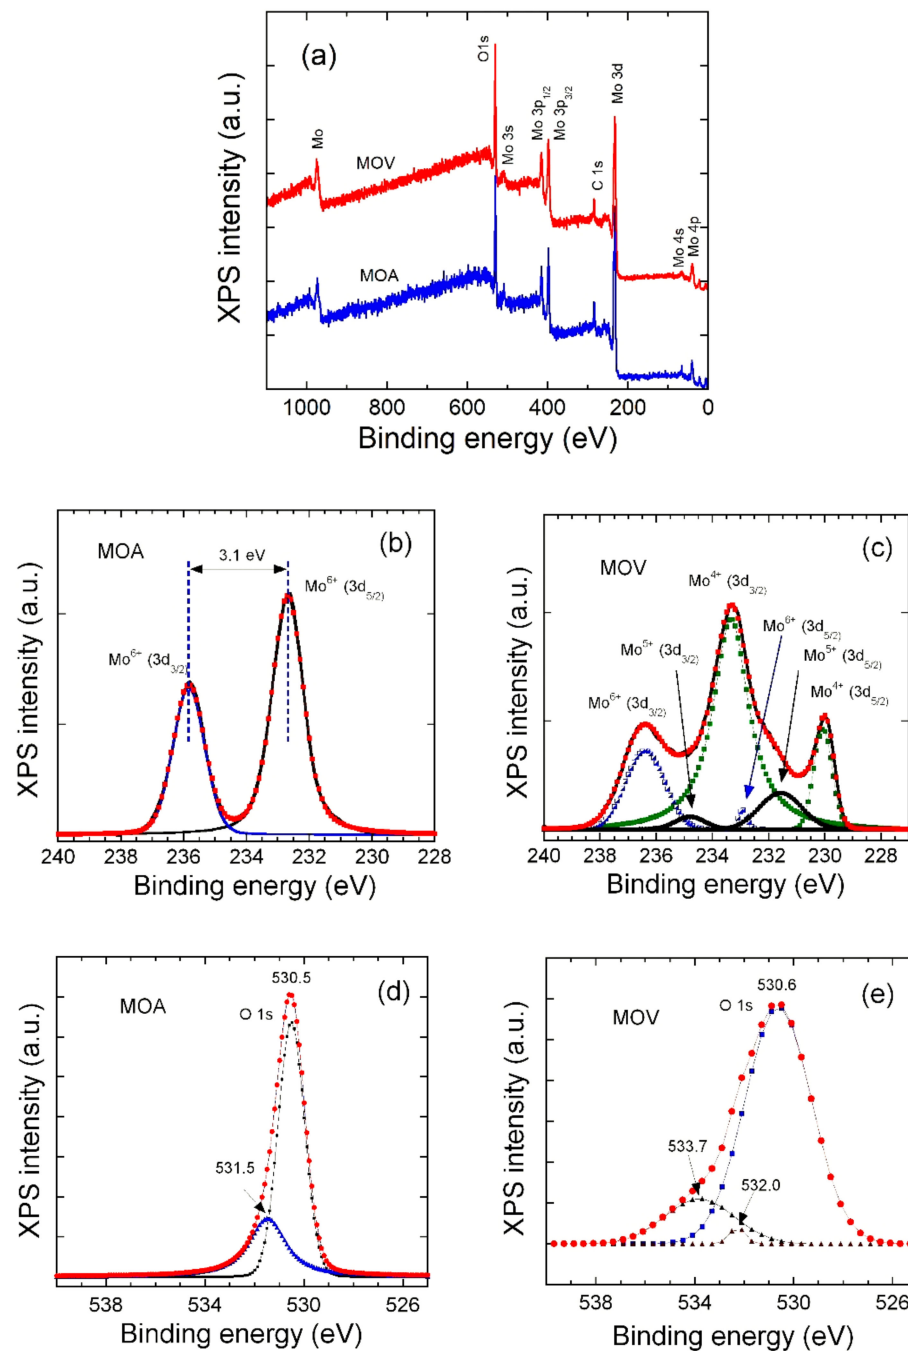 (a)
O1s
Mo 3d
Mo 3p1/2
Mo 3p3/2
Mo 3s
Mo
MOV
C 1s
Mo 4s
Mo 4p
MOA
XPS intensity (a.u.)
1000 800 600 400 200 0
Binding energy (eV)
(b)
MOA
3.1 eV
Mo6+ (3d5/2)
Mo6+ (3d3/2)
XPS intensity (a.u.)
240 236 234 232 230 228
Binding energy (eV)
(c)
MOV
Mo4+ (3d3/2)
Mo6+ (3d5/2)
Mo5+ (3d3/2)
Mo5+ (3d5/2)
Mo6+ (3d3/2)
Mo4+ (3d5/2)
XPS intensity (a.u.)
240 238 236 234 232 230 228
Binding energy (eV)
530.5
(d)
MOA
O 1s
531.5
XPS intensity (a.u.)
538 534 530 526
Binding energy (eV)
530.6
(e)
O 1s
MOV
533.7
532.0
XPS intensity (a.u.)
538 534 530 526
Binding energy (eV)